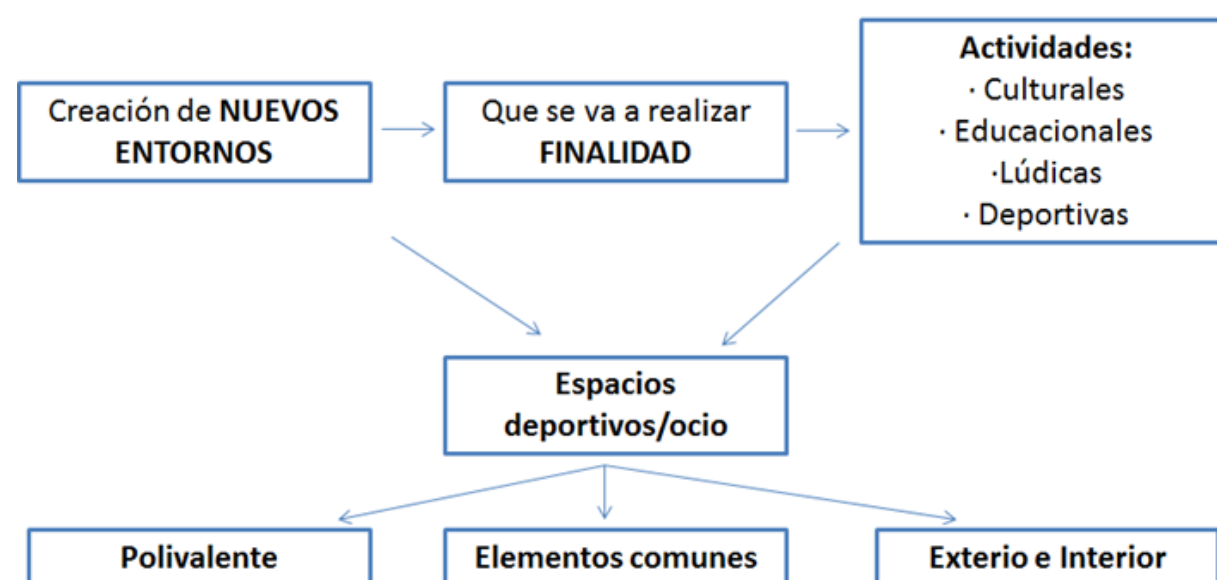 Creación de NUEVOS
ENTORNOS
Que se va a realizar
FINALIDAD
Actividades:
· Culturales
· Educacionales
·Lúdicas
· Deportivas
Espacios
deportivos/ocio
Polivalente
Elementos comunes
Exterio e Interior